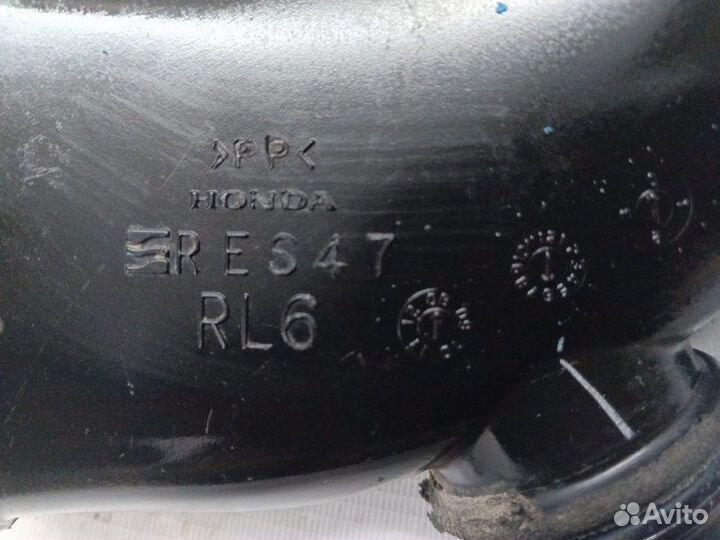 >PP<
HONDA
RES47
RL6
Avito